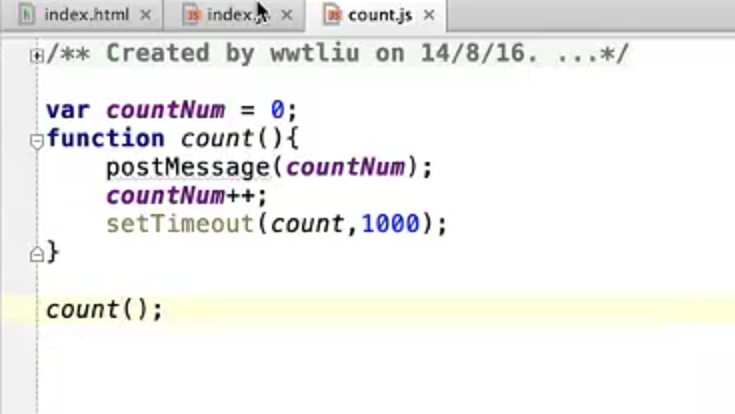 index.html
index.js
count.js
/** Created by wwtliu on 14/8/16. ...*/
var countNum = 0;
function count(){
postMessage(countNum);
countNum++;
setTimeout(count,1000);
}
count();